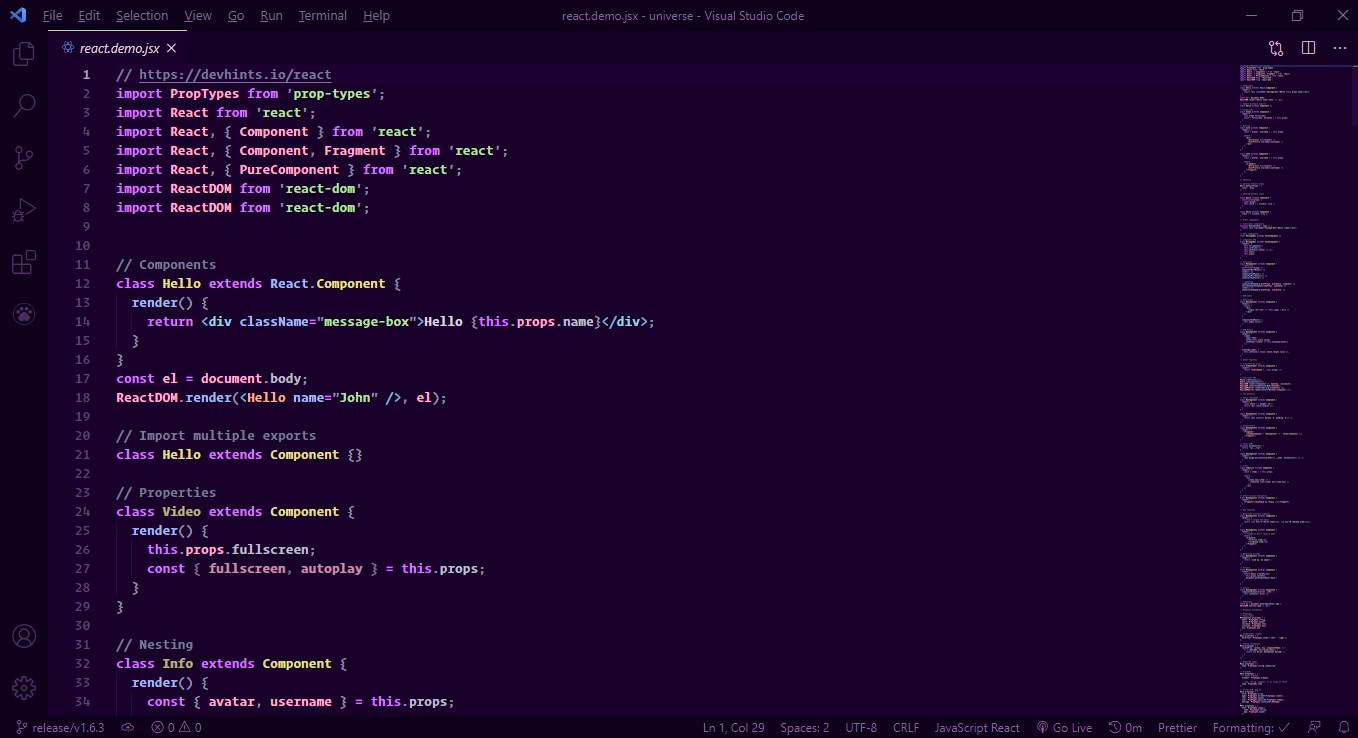 File Edit Selection View Go Run Terminal Help react.demo.jsx - universe - Visual Studio Code
react.demo.jsx
1 // https://devhints.io/react
2 import PropTypes from 'prop-types';
3 import React from 'react';
4 import React, { Component } from 'react';
5 import React, { Component, Fragment } from 'react';
6 import React, { PureComponent } from 'react';
7 import ReactDOM from 'react-dom';
8 import ReactDOM from 'react-dom';
9
10
11 // Components
12 class Hello extends React.Component {
13 render() {
14 return <div className="message-box">Hello {this.props.name}</div>;
15 }
16 }
17 const el = document.body;
18 ReactDOM.render(<Hello name="John" />, el);
19
20 // Import multiple exports
21 class Hello extends Component {}
22
23 // Properties
24 class Video extends Component {
25 render() {
26 this.props.fullscreen;
27 const { fullscreen, autoplay } = this.props;
28 }
29 }
30
31 // Nesting
32 class Info extends Component {
33 render() {
34 const { avatar, username } = this.props;
release/v1.6.3 0 0 Ln 1, Col 29 Spaces: 2 UTF-8 CRLF JavaScript React Go Live 0m Prettier Formatting: ✓